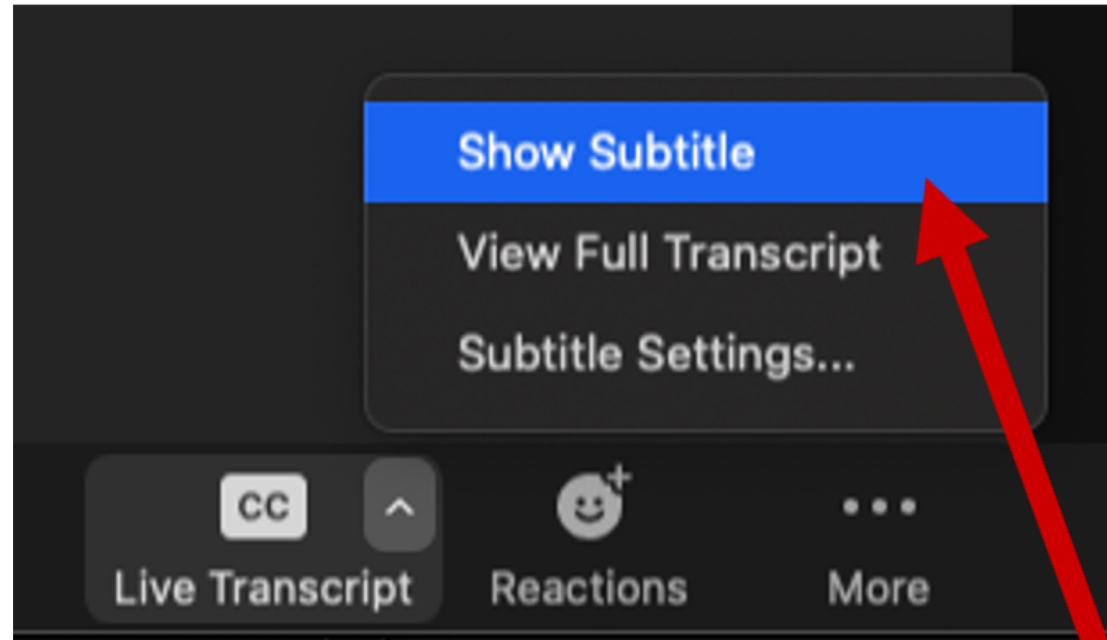 Show Subtitle
View Full Transcript
Subtitle Settings...
CC
Live Transcript
Reactions
More